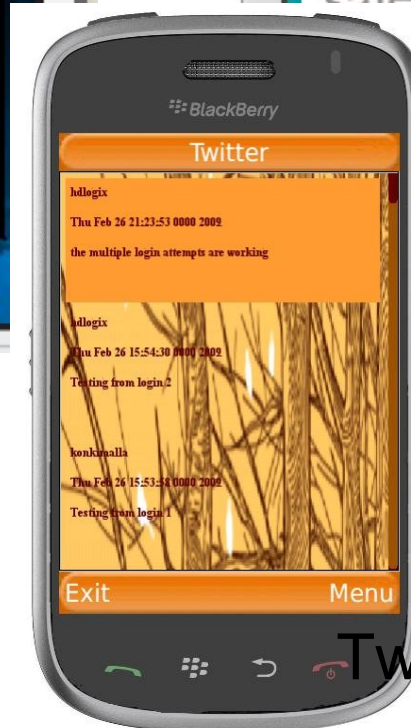 BlackBerry
Twitter
hdlogix
Thu Feb 26 21:23:53 0000 2009
the multiple login attempts are working
hdlogix
Thu Feb 26 15:54:30 0000 2009
Testing from login 2
konkimalla
Thu Feb 26 15:53:58 0000 2009
Testing from login 1
Exit Menu
Tw